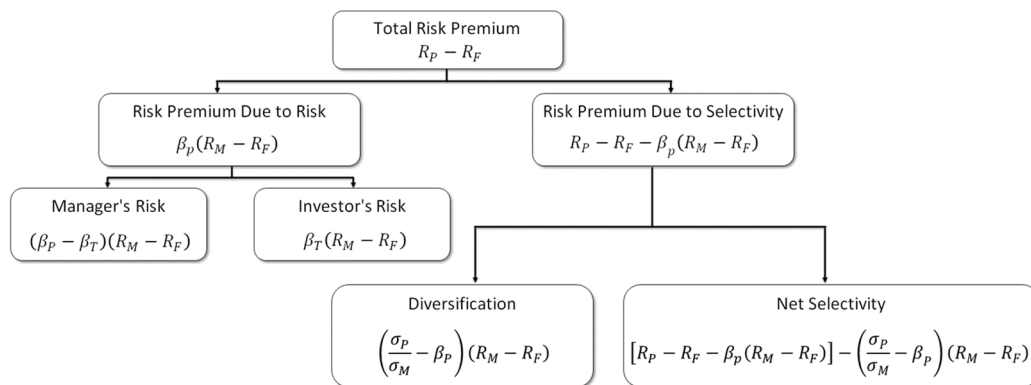 Total Risk Premium
R_P − R_F
Risk Premium Due to Risk
β_p(R_M − R_F)
Risk Premium Due to Selectivity
R_P − R_F − β_p(R_M − R_F)
Manager's Risk
(β_P − β_T)(R_M − R_F)
Investor's Risk
β_T(R_M − R_F)
Diversification
(σ_P/σ_M − β_P)(R_M − R_F)
Net Selectivity
[R_P − R_F − β_p(R_M − R_F)] − (σ_P/σ_M − β_P)(R_M − R_F)